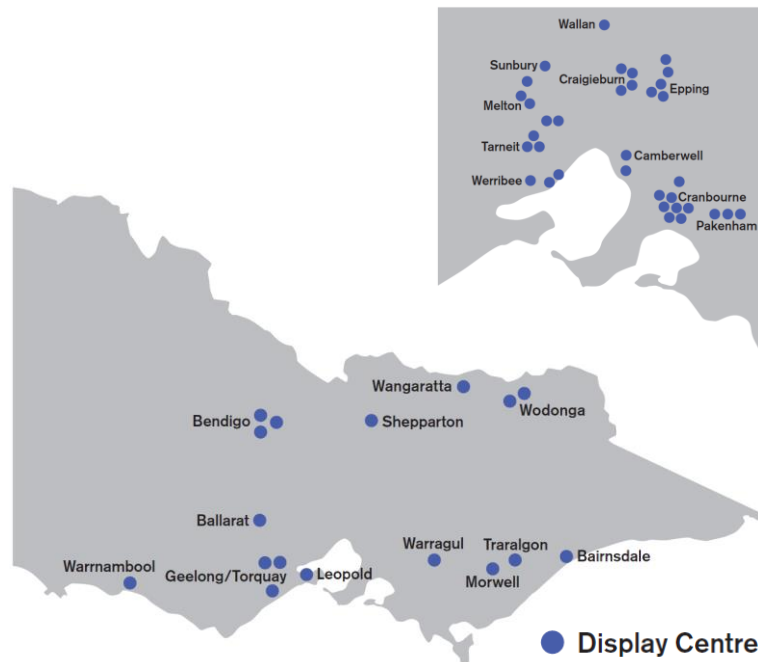 Wallan
Sunbury
Craigieburn
Epping
Melton
Tarneit
Camberwell
Werribee
Cranbourne
Pakenham
Wangaratta
Wodonga
Bendigo
Shepparton
Ballarat
Warragul
Traralgon
Bairnsdale
Warrnambool
Geelong/Torquay
Leopold
Morwell
Display Centre